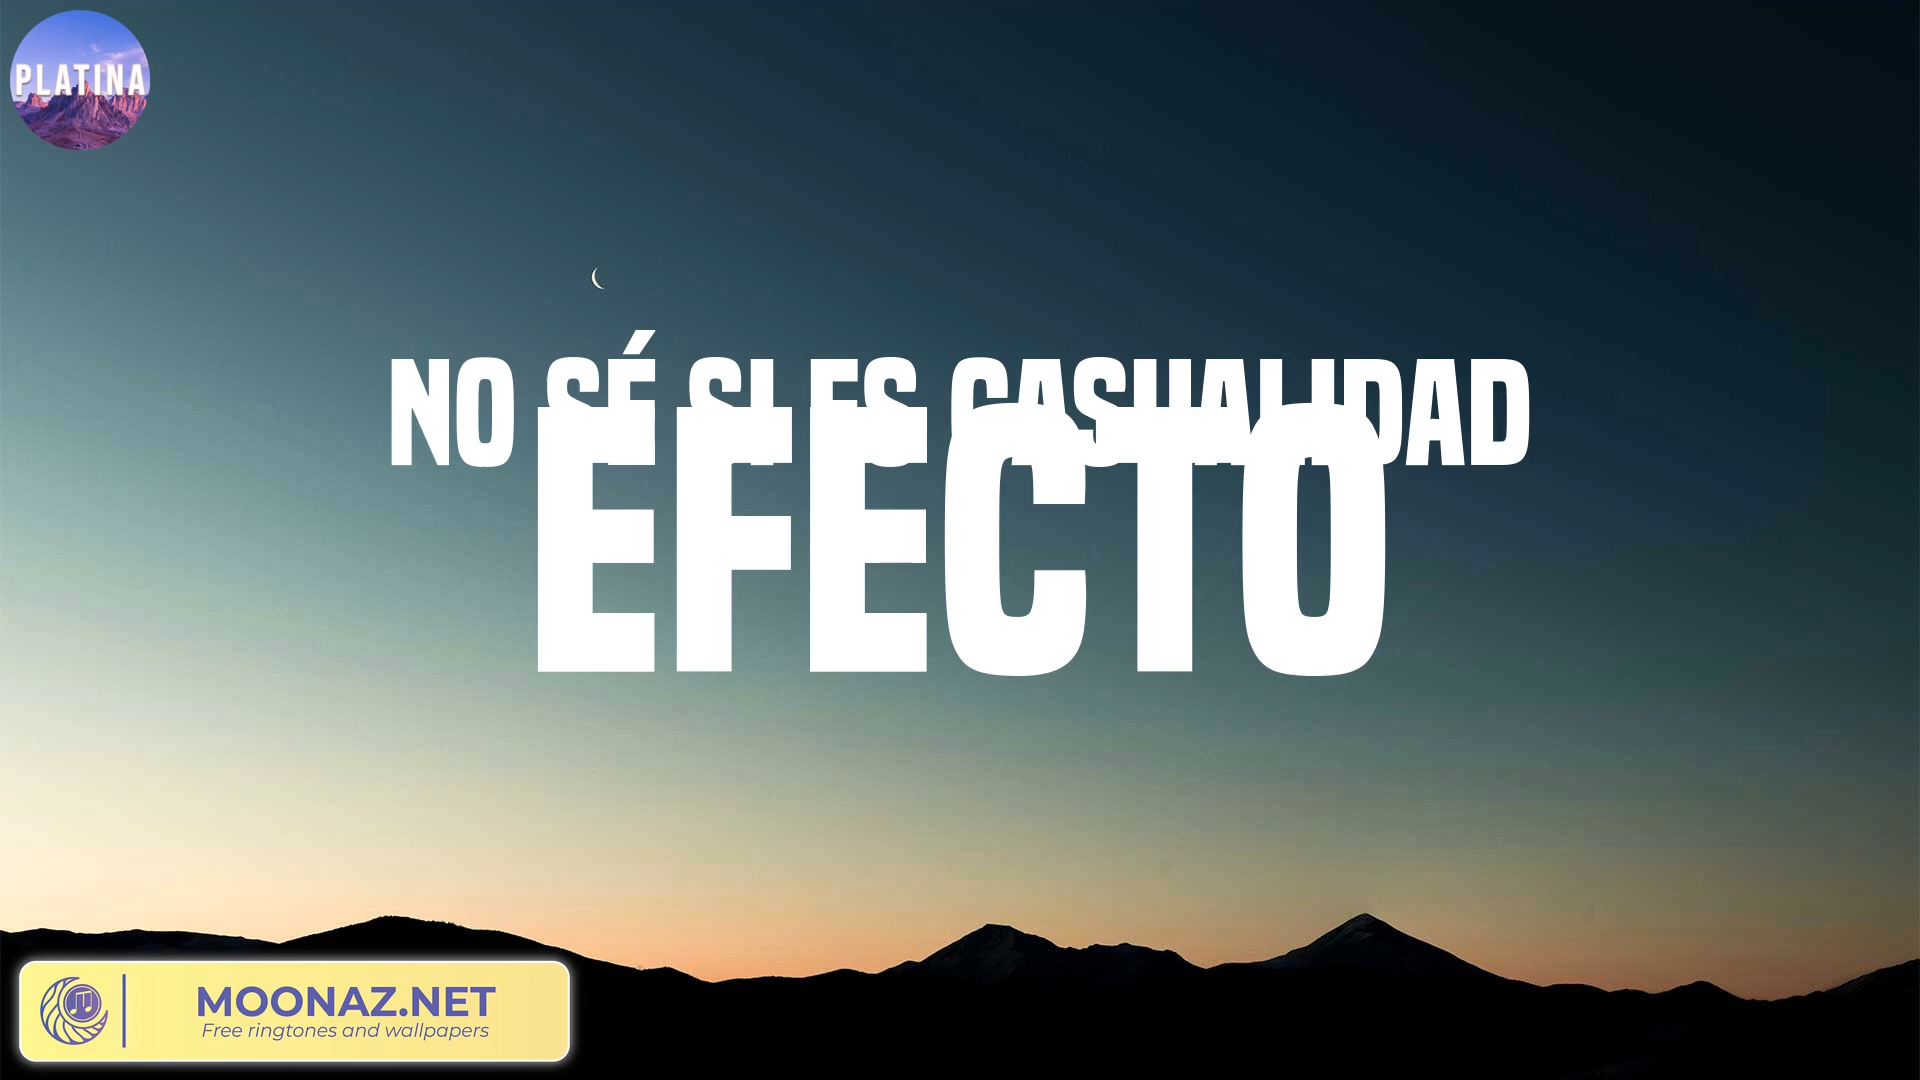 PLATINA
NO SÉ SI ES CASUALIDAD
EFECTO
MOONAZ.NET
Free ringtones and wallpapers